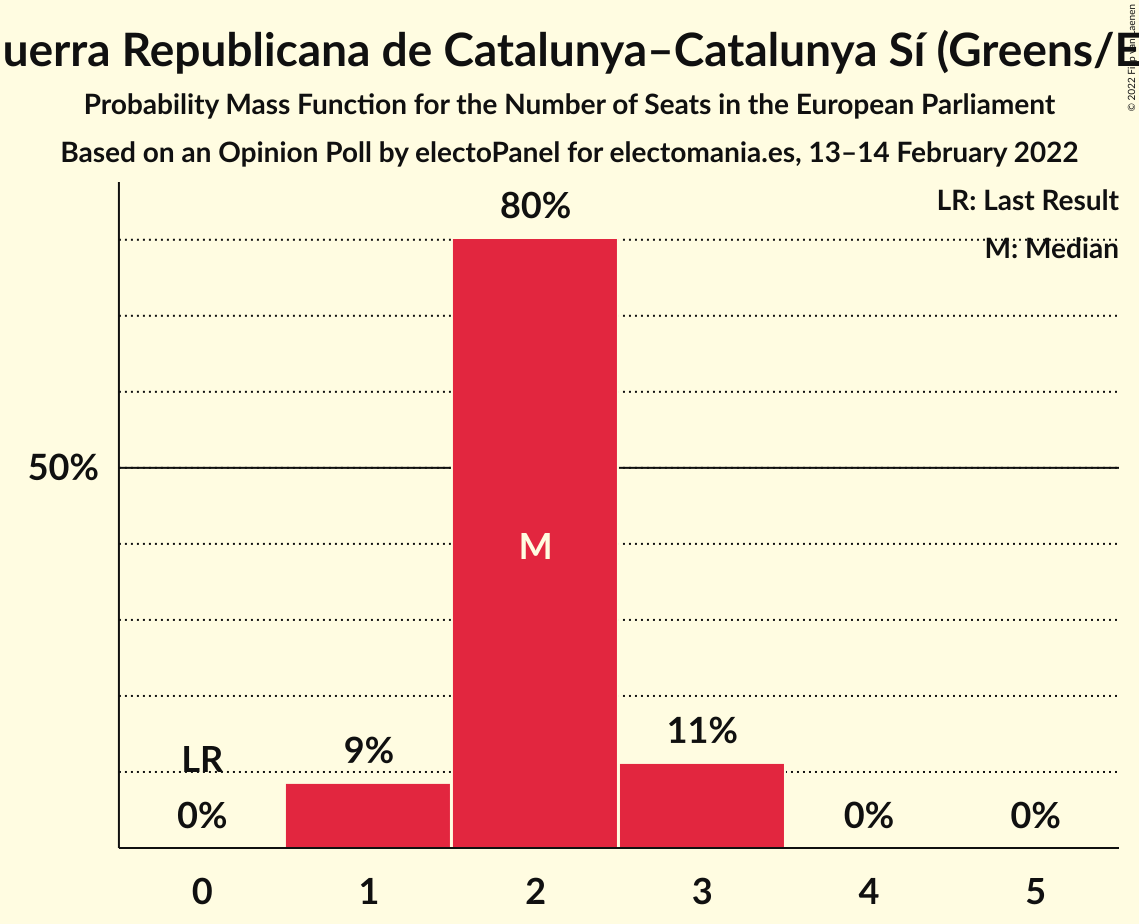 uerra Republicana de Catalunya–Catalunya Sí (Greens/E
Probability Mass Function for the Number of Seats in the European Parliament
Based on an Opinion Poll by electoPanel for electomania.es, 13–14 February 2022
© 2022
LR: Last Result
M: Median
80%
50%
M
11%
9%
LR
0%
0%
0%
0
1
2
3
4
5